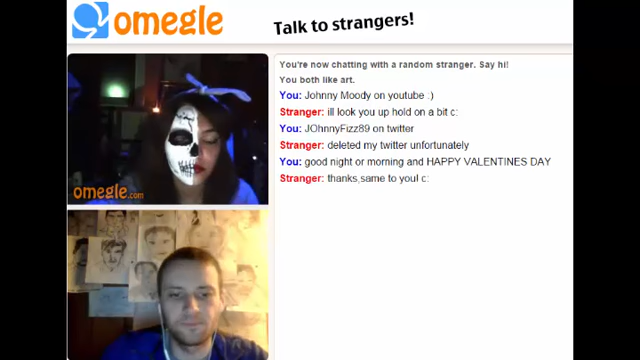 omegle
Talk to strangers!
You're now chatting with a random stranger. Say hi!
You both like art.
You: Johnny Moody on youtube :)
Stranger: ill look you up hold on a bit c:
You: JOhnnyFizz89 on twitter
Stranger: deleted my twitter unfortunately
You: good night or morning and HAPPY VALENTINES DAY
Stranger: thanks,same to you! c:
omegle.com